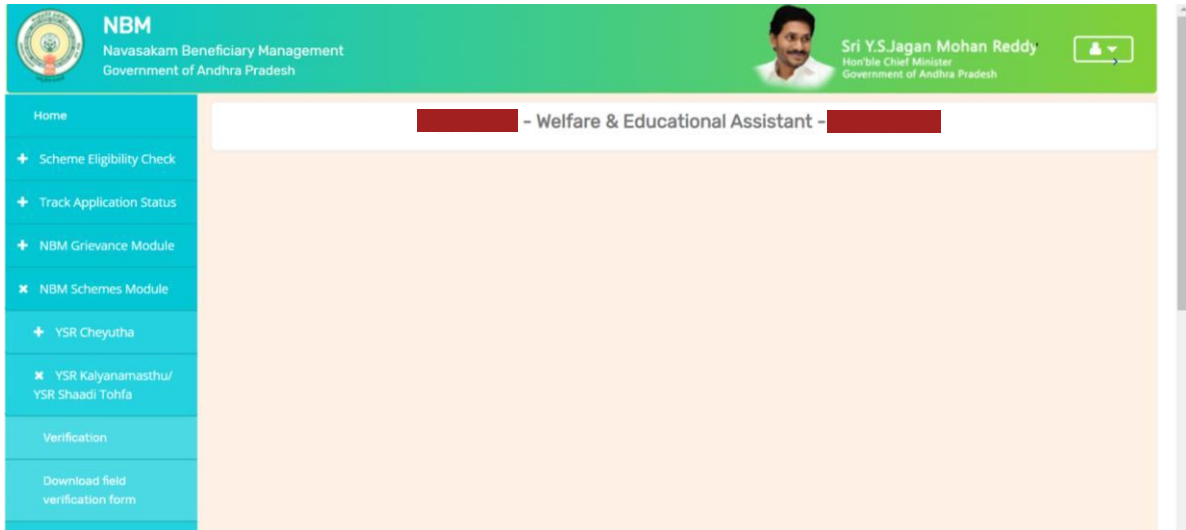 NBM
Navasakam Beneficiary Management
Government of Andhra Pradesh
Sri Y.S.Jagan Mohan Reddy
Hon'ble Chief Minister
Government of Andhra Pradesh
Home
- Welfare & Educational Assistant -
Scheme Eligibility Check
Track Application Status
NBM Grievance Module
NBM Schemes Module
YSR Cheyutha
YSR Kalyanamasthu/
YSR Shaadi Tohfa
Verification
Download field
verification form